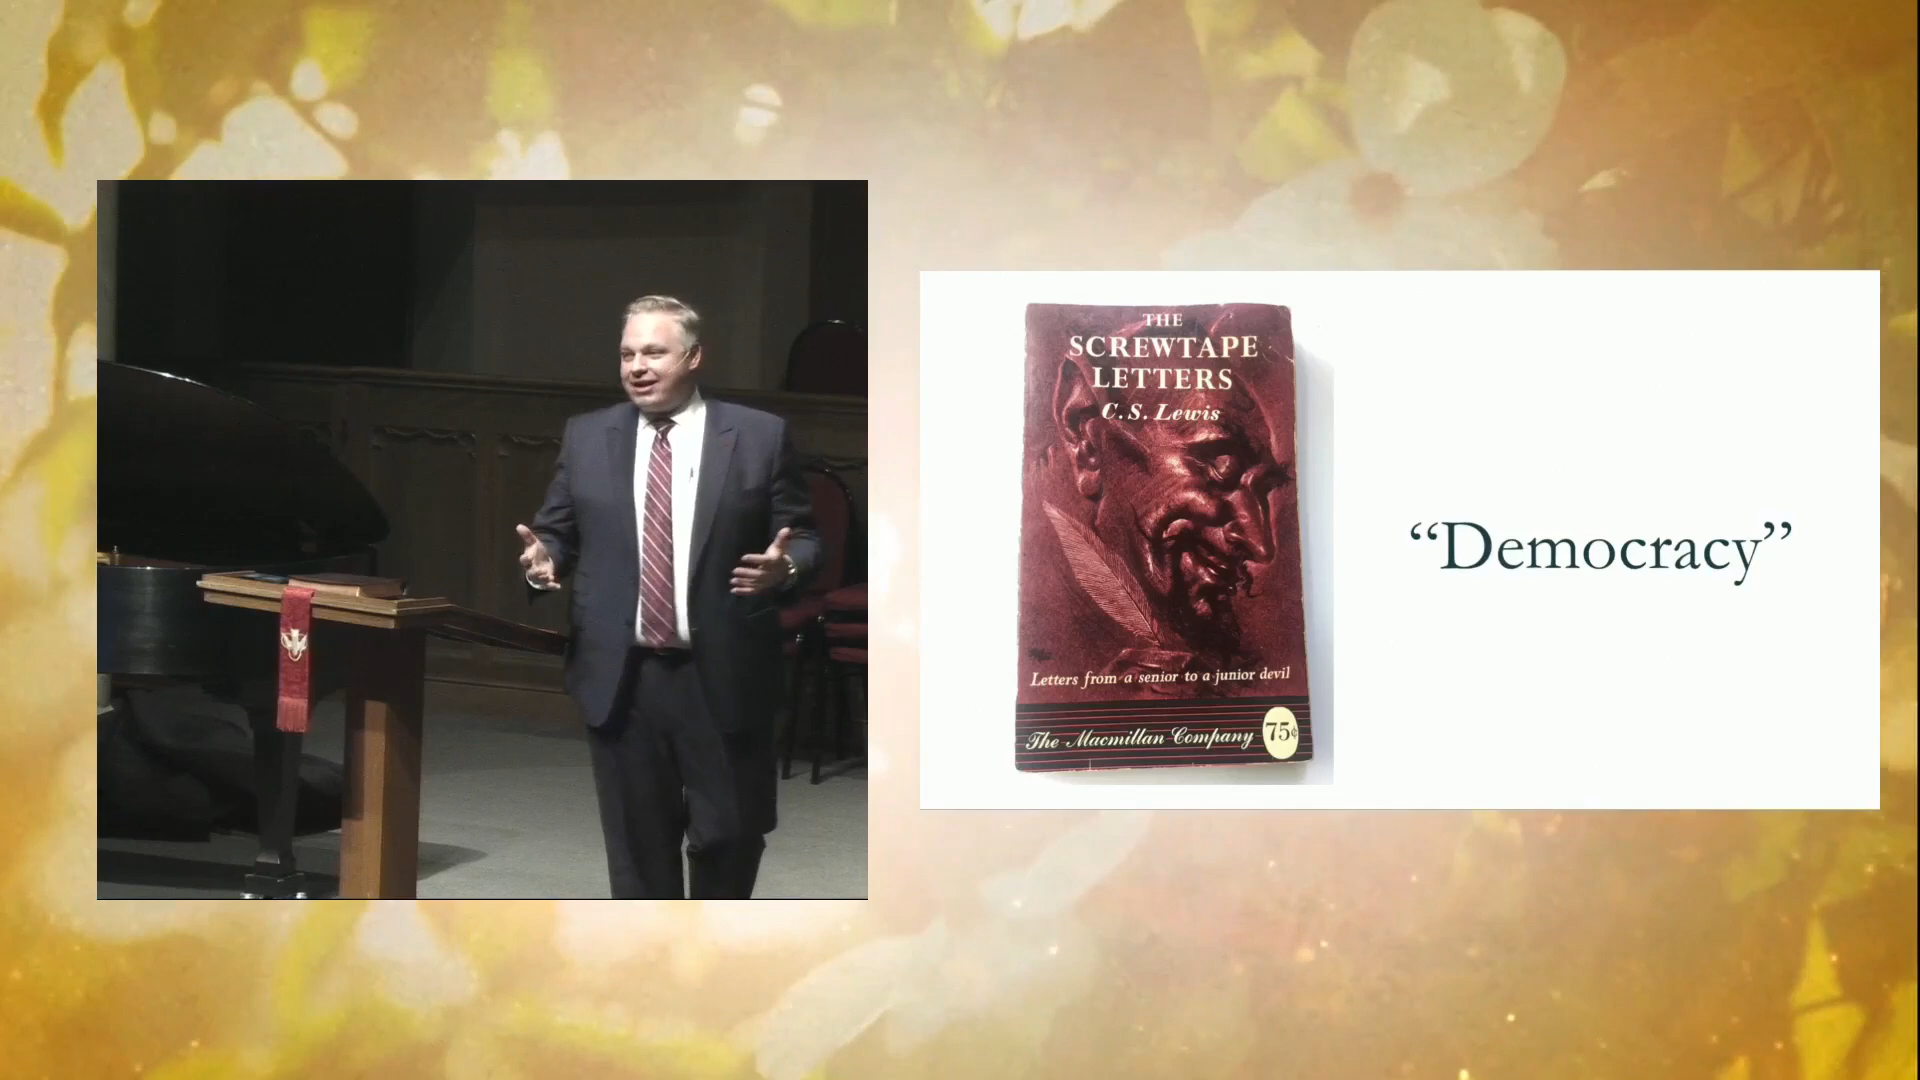 THE
SCREWTAPE
LETTERS
C. S. Lewis
Letters from a senior to a junior devil
The Macmillan Company
75¢
“Democracy”